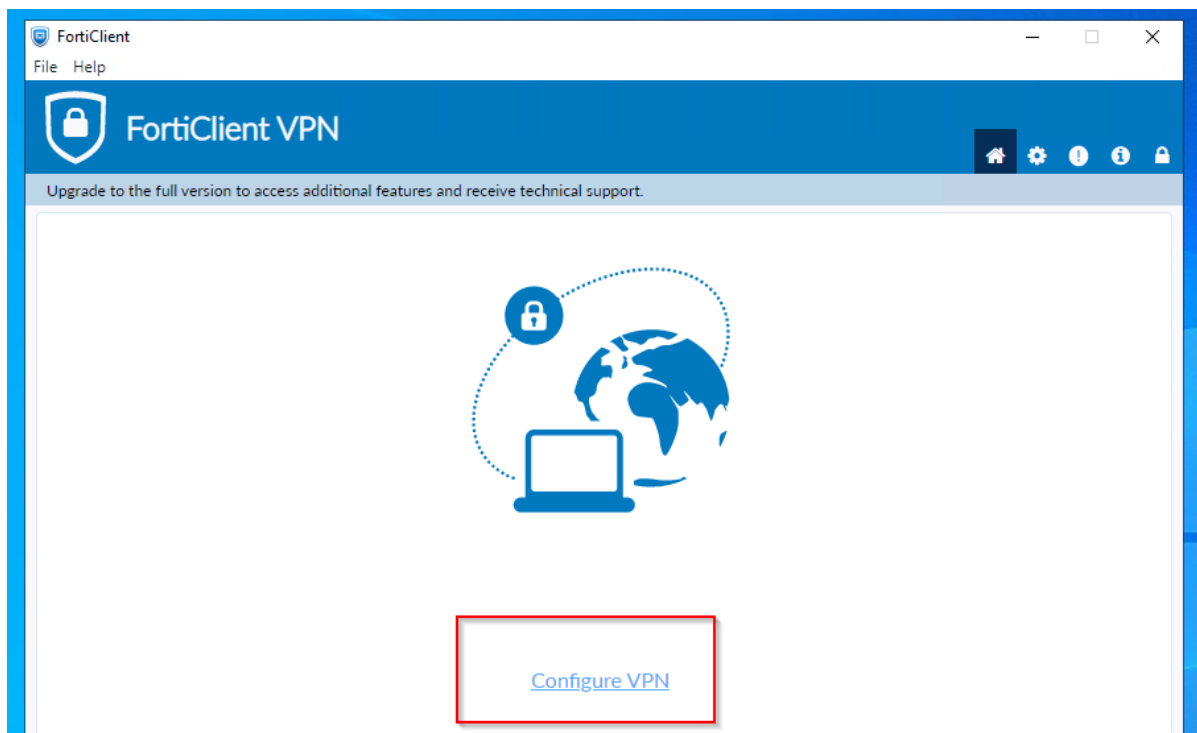 FortiClient
File Help
FortiClient VPN
Upgrade to the full version to access additional features and receive technical support.
Configure VPN